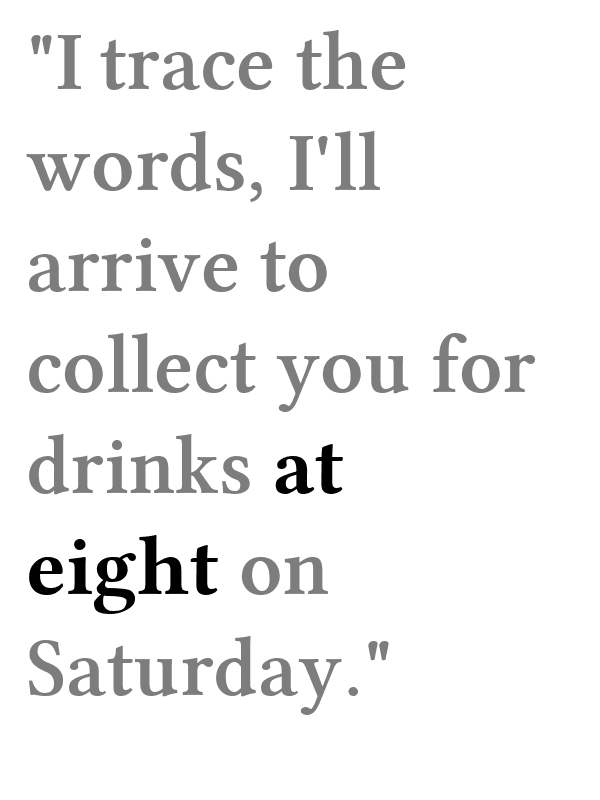 "I trace the
words, I'll
arrive to
collect you for
drinks at
eight on
Saturday."